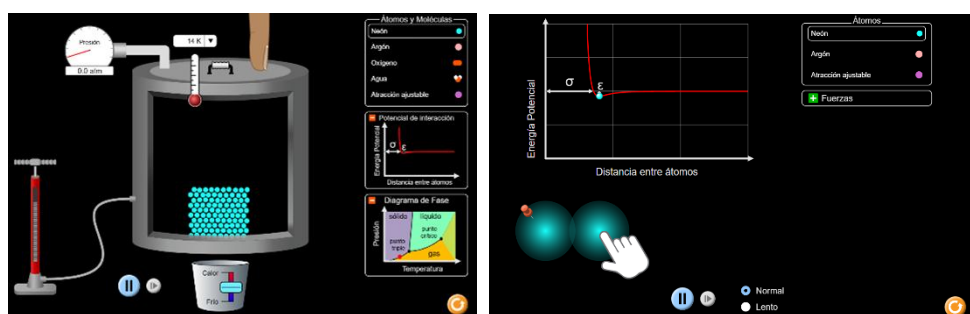 Presión
0.0 atm
14 K
Átomos y Moléculas
Neón
Argón
Oxígeno
Agua
Atracción ajustable
Potencial de interacción
Energía Potencial
σ
ε
Distancia entre átomos
Diagrama de Fase
Presión
sólido
líquido
punto crítico
punto triple
gas
Temperatura
Calor
Frío
Energía Potencial
σ
ε
Distancia entre átomos
Átomos
Neón
Argón
Atracción ajustable
Fuerzas
Normal
Lento